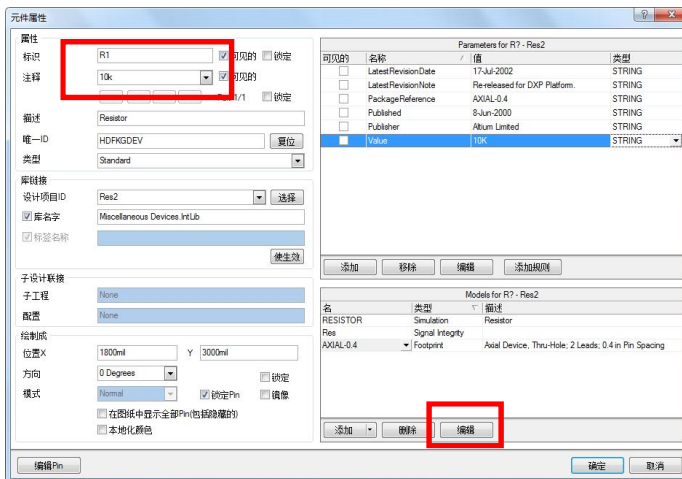 元件属性
属性
标识 R1 可见的 锁定
注释 10k 可见的
1/1 锁定
描述 Resistor
唯一ID HDFKGDEV 复位
类型 Standard
库链接
设计项目ID Res2 选择
库名字 Miscellaneous Devices.IntLib
标签名称
使生效
子设计联接
子工程 None
配置 None
绘制成
位置X 1800mil Y 3000mil
方向 0 Degrees 锁定
模式 Normal 锁定Pin 镜像
在图纸中显示全部Pin(包括隐藏的)
本地化颜色
Parameters for R? - Res2
可见的 名称 / 值 类型
LatestRevisionDate 17-Jul-2002 STRING
LatestRevisionNote Re-released for DXP Platform. STRING
PackageReference AXIAL-0.4 STRING
Published 8-Jun-2000 STRING
Publisher Altium Limited STRING
Value 10K STRING
添加 移除 编辑 添加规则
Models for R? - Res2
名 类型 描述
RESISTOR Simulation Resistor
Res Signal Integrity
AXIAL-0.4 Footprint Axial Device, Thru-Hole; 2 Leads; 0.4 in Pin Spacing
添加 删除 编辑
编辑Pin 确定 取消